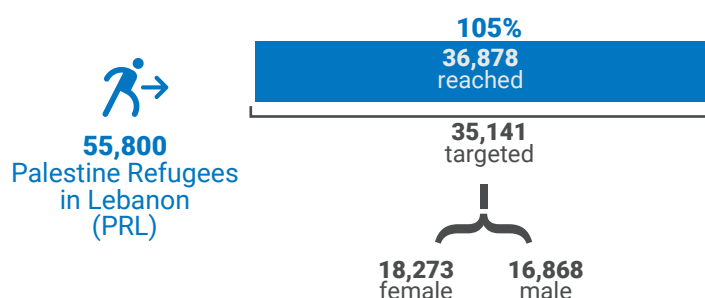 105%
36,878
reached
55,800
Palestine Refugees
in Lebanon
(PRL)
35,141
targeted
18,273
female
16,868
male